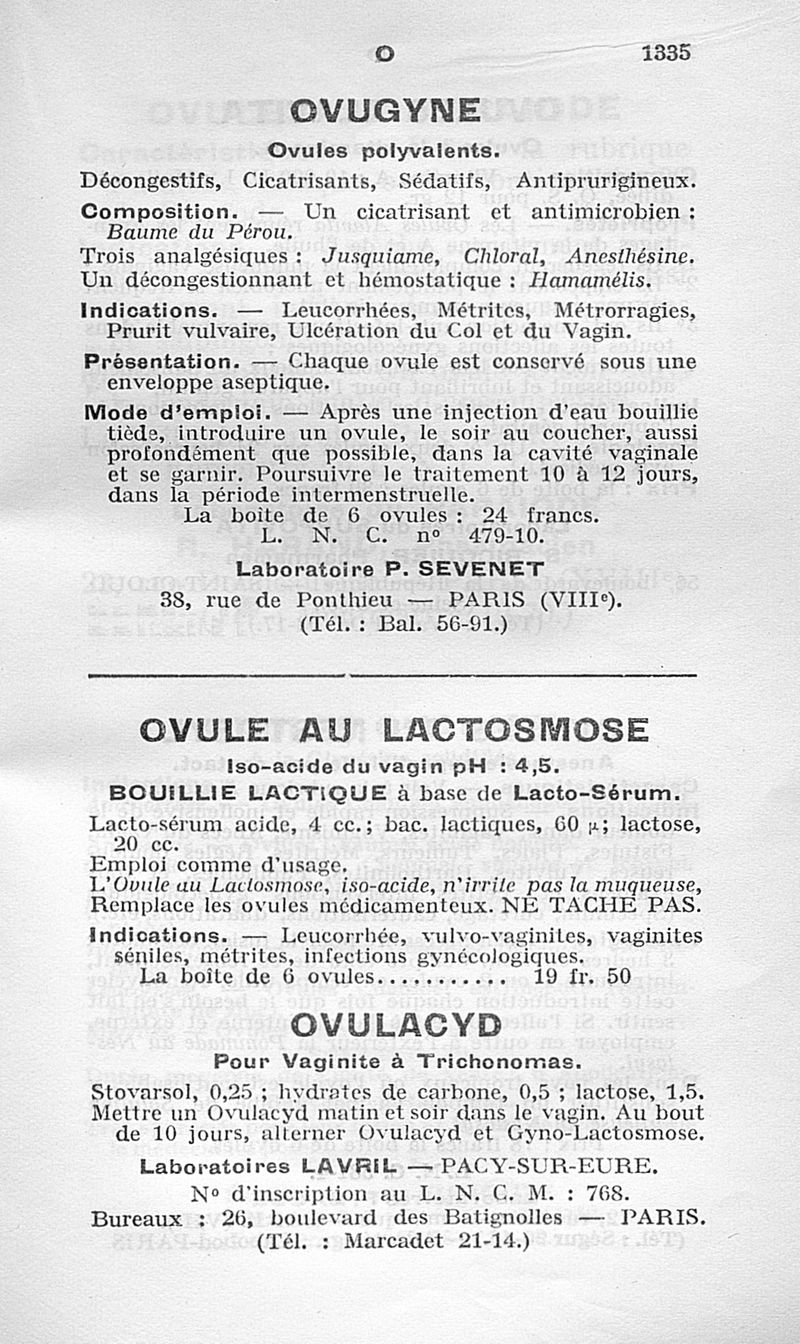 O 1335
OVUGYNE
Ovules polyvalents.
Décongestifs, Cicatrisants, Sédatifs, Antiprurigineux.
Composition. — Un cicatrisant et antimicrobien :
Baume du Pérou.
Trois analgésiques : Jusquiame, Chloral, Anesthésine.
Un décongestionnant et hémostatique : Hamamélis.
Indications. — Leucorrhées, Métrites, Métrorragies,
Prurit vulvaire, Ulcération du Col et du Vagin.
Présentation. — Chaque ovule est conservé sous une
enveloppe aseptique.
Mode d'emploi. — Après une injection d'eau bouillie
tiède, introduire un ovule, le soir au coucher, aussi
profondément que possible, dans la cavité vaginale
et se garnir. Poursuivre le traitement 10 à 12 jours,
dans la période intermenstruelle.
La boîte de 6 ovules : 24 francs.
L. N. C. nº 479-10.
Laboratoire P. SEVENET
38, rue de Ponthieu — PARIS (VIIIe).
(Tél. : Bal. 56-91.)
OVULE AU LACTOSMOSE
Iso-acide du vagin pH : 4,5.
BOUILLIE LACTIQUE à base de Lacto-Sérum.
Lacto-sérum acide, 4 cc. ; bac. lactiques, 60 µ ; lactose,
20 cc.
Emploi comme d'usage.
L'Ovule au Lactosmose, iso-acide, n'irrite pas la muqueuse,
Remplace les ovules médicamenteux. NE TACHE PAS.
Indications. — Leucorrhée, vulvo-vaginites, vaginites
séniles, métrites, infections gynécologiques.
La boîte de 6 ovules............ 19 fr. 50
OVULACYD
Pour Vaginite à Trichonomas.
Stovarsol, 0,25 ; hydrates de carbone, 0,5 ; lactose, 1,5.
Mettre un Ovulacyd matin et soir dans le vagin. Au bout
de 10 jours, alterner Ovulacyd et Gyno-Lactosmose.
Laboratoires LAVRIL — PACY-SUR-EURE.
Nº d'inscription au L. N. C. M. : 768.
Bureaux : 26, boulevard des Batignolles — PARIS.
(Tél. : Marcadet 21-14.)